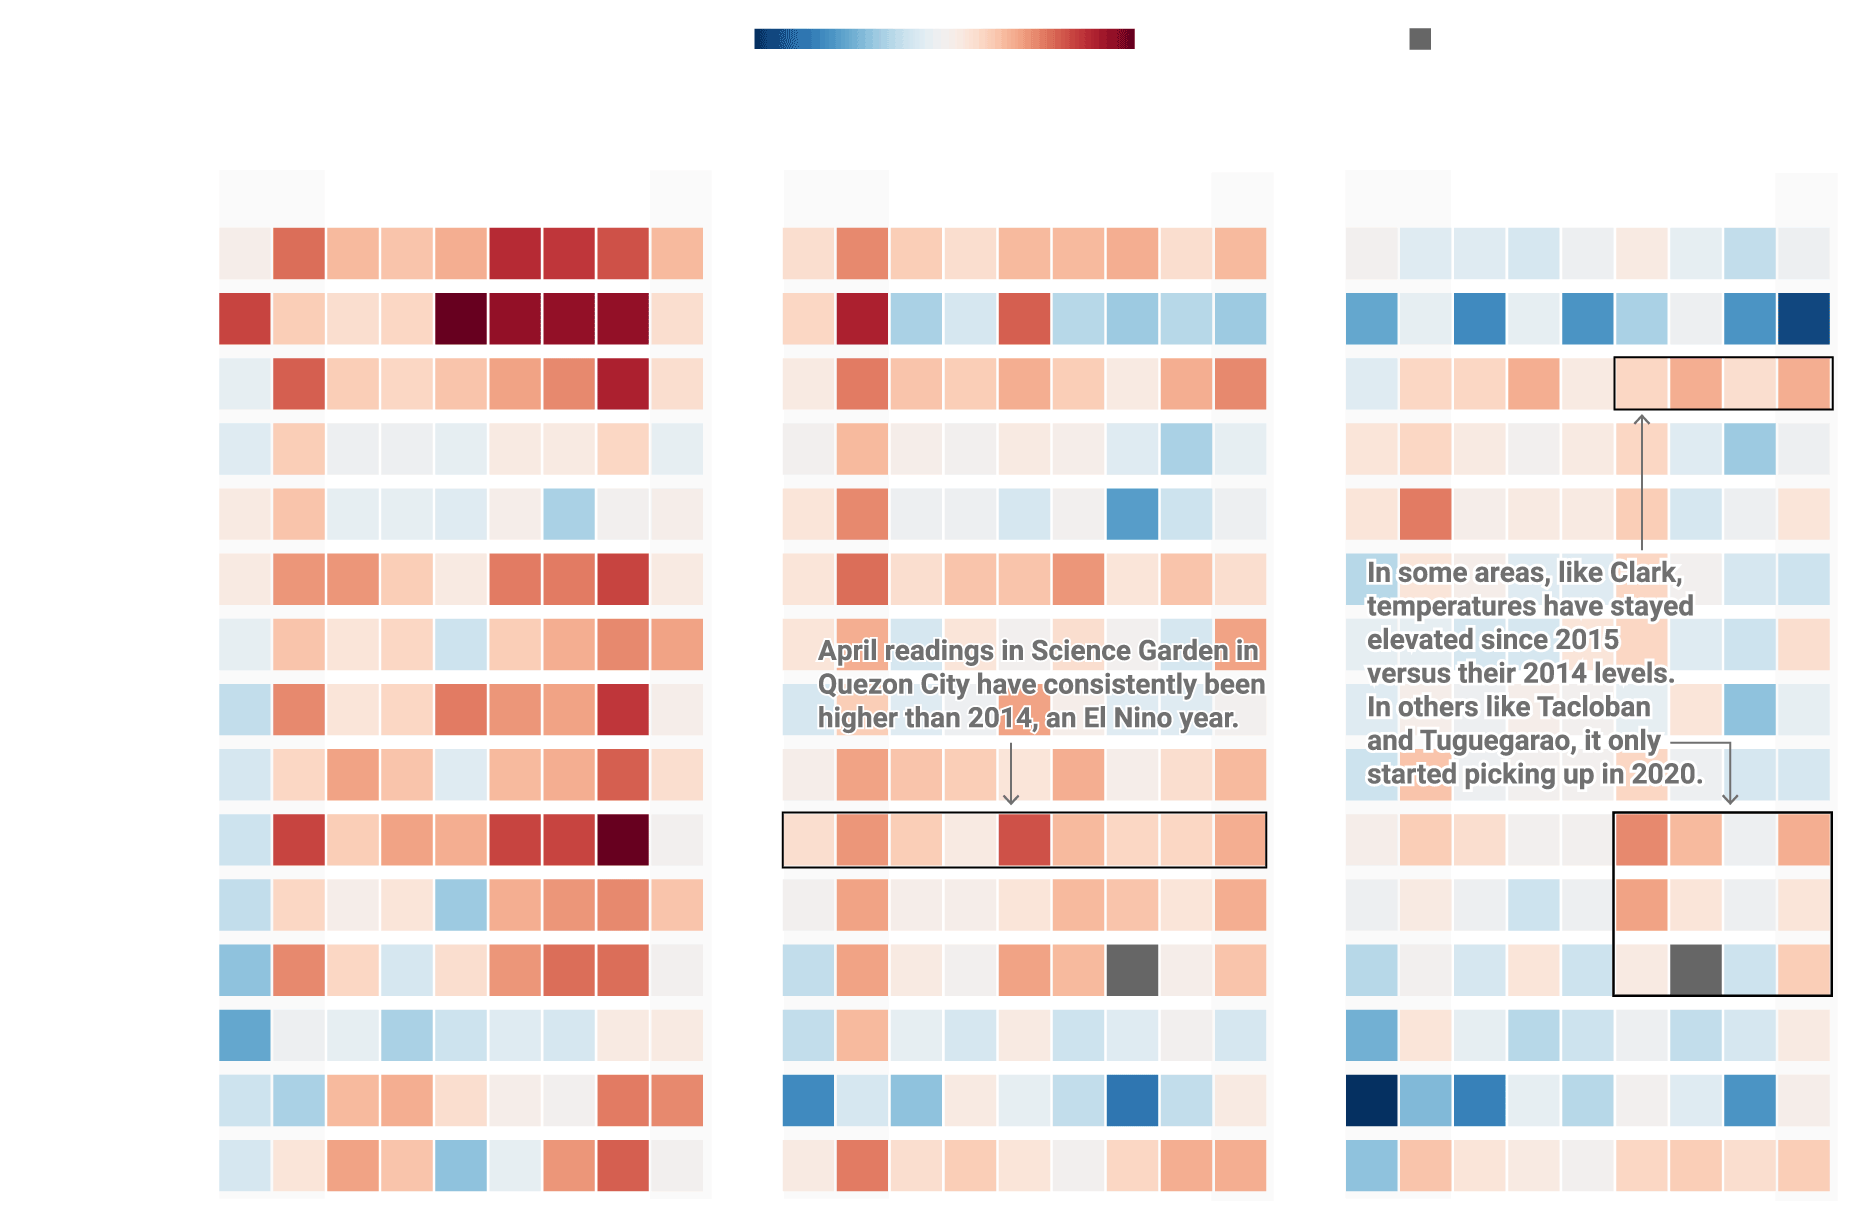 April readings in Science Garden in
Quezon City have consistently been
higher than 2014, an El Nino year.
In some areas, like Clark,
temperatures have stayed
elevated since 2015
versus their 2014 levels.
In others like Tacloban
and Tuguegarao, it only
started picking up in 2020.